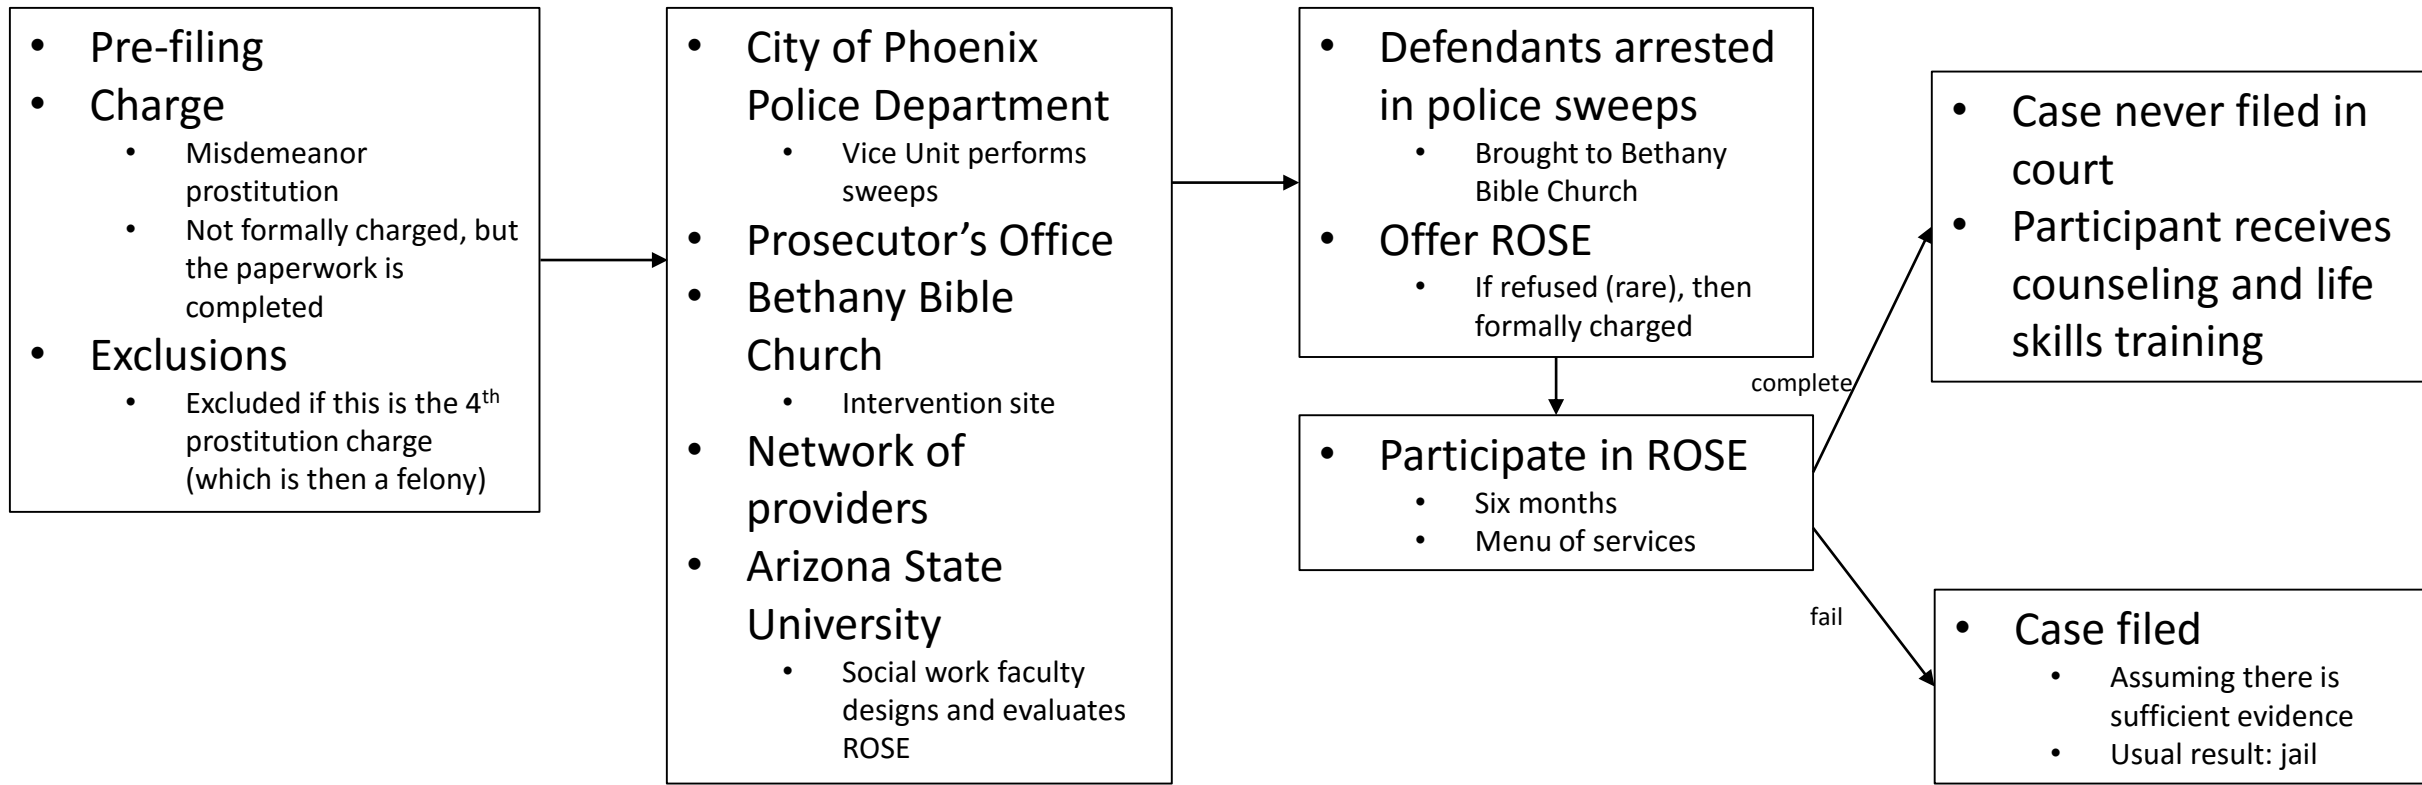 • Pre-filing
• Charge
• Misdemeanor
prostitution
• Not formally charged, but
the paperwork is
completed
• Exclusions
• Excluded if this is the 4th
prostitution charge
(which is then a felony)
• City of Phoenix
Police Department
• Vice Unit performs
sweeps
• Prosecutor’s Office
• Bethany Bible
Church
• Intervention site
• Network of
providers
• Arizona State
University
• Social work faculty
designs and evaluates
ROSE
• Defendants arrested
in police sweeps
• Brought to Bethany
Bible Church
• Offer ROSE
• If refused (rare), then
formally charged
• Participate in ROSE
• Six months
• Menu of services
complete
• Case never filed in
court
• Participant receives
counseling and life
skills training
fail
• Case filed
• Assuming there is
sufficient evidence
• Usual result: jail